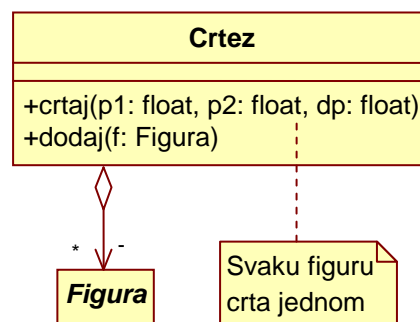 Crtez
+crtaj(p1: float, p2: float, dp: float)
+dodaj(f: Figura)
* -
Figura
Svaku figuru
crta jednom